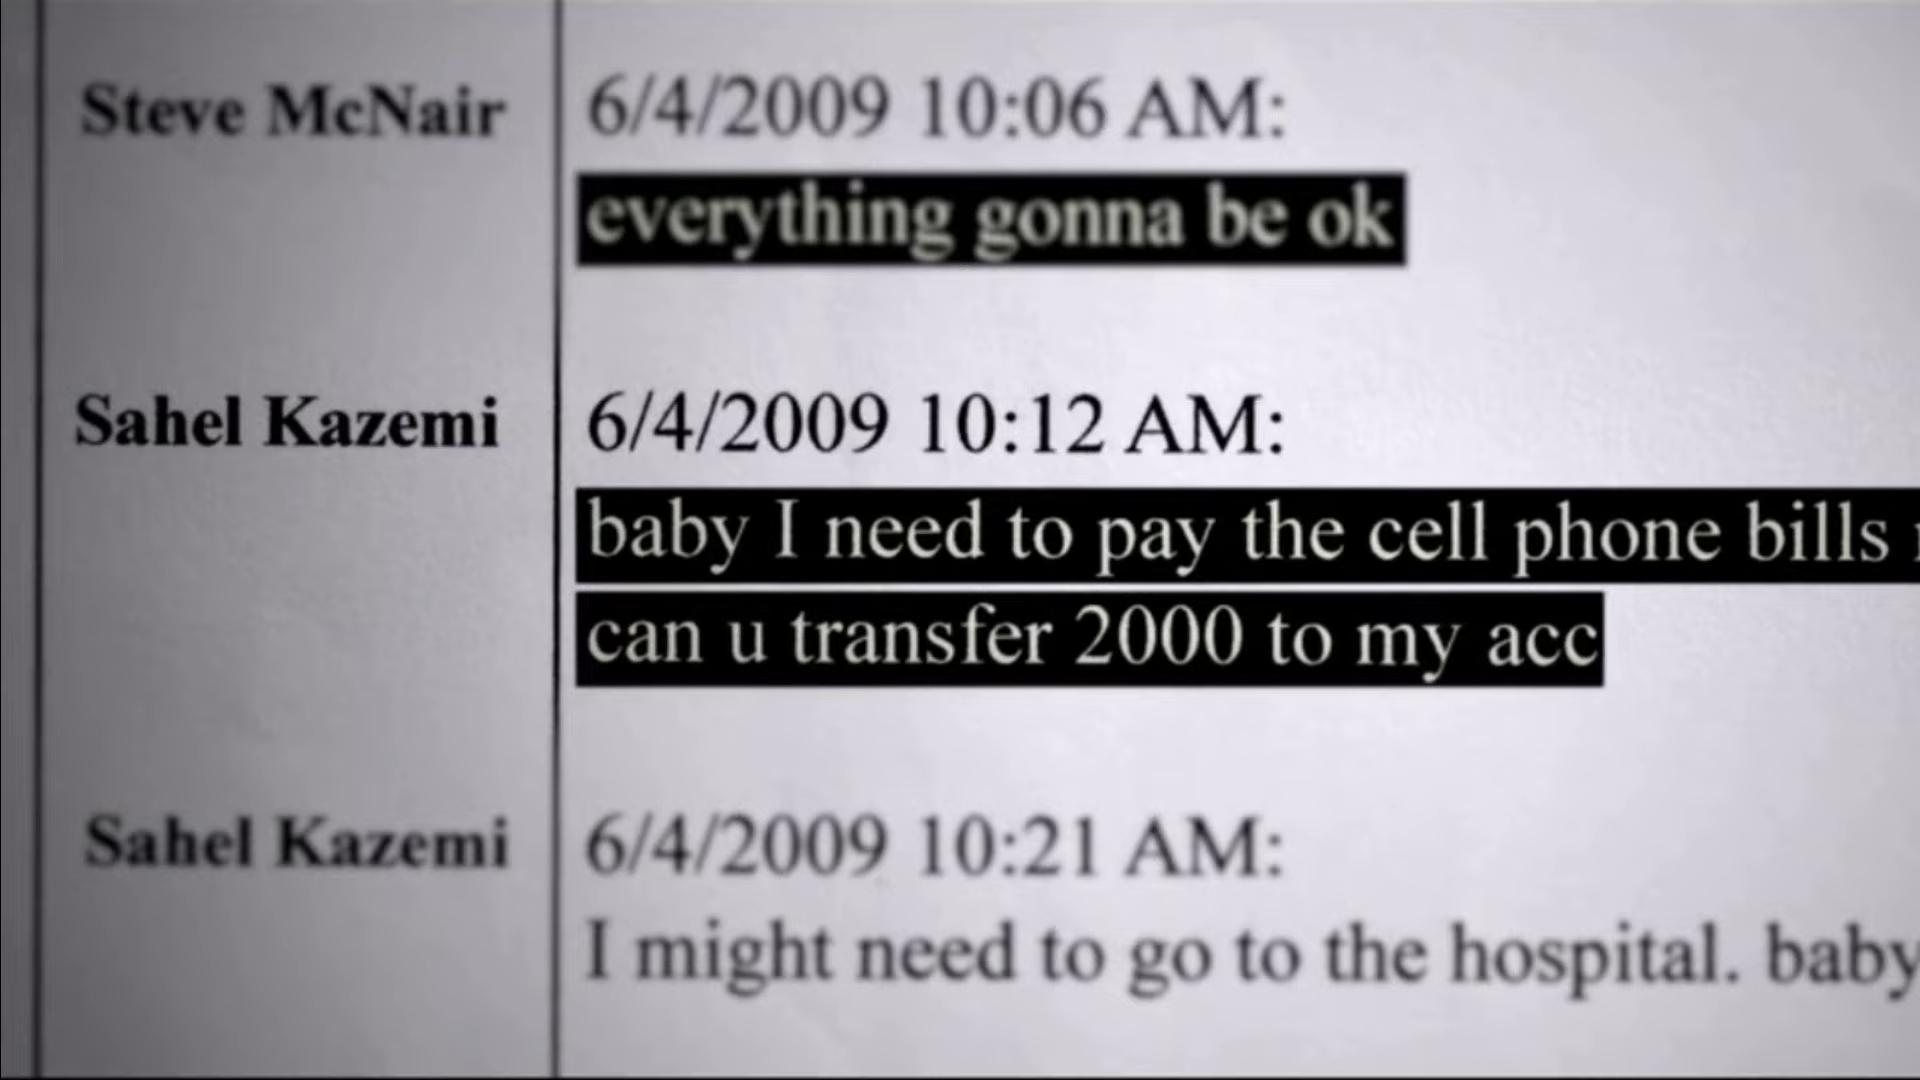 Steve McNair
6/4/2009 10:06 AM:
everything gonna be ok
Sahel Kazemi
6/4/2009 10:12 AM:
baby I need to pay the cell phone bills
can u transfer 2000 to my acc
Sahel Kazemi
6/4/2009 10:21 AM:
I might need to go to the hospital. baby